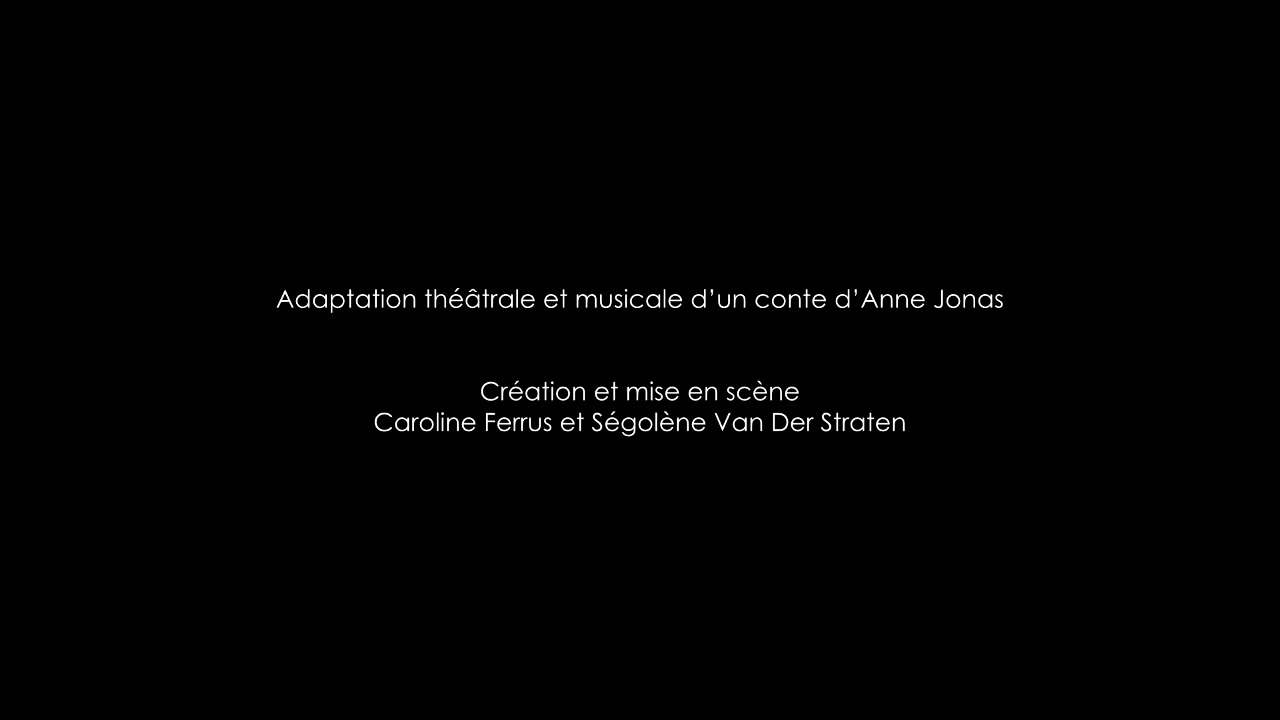 Adaptation théâtrale et musicale d’un conte d’Anne Jonas
Création et mise en scène
Caroline Ferrus et Ségolène Van Der Straten